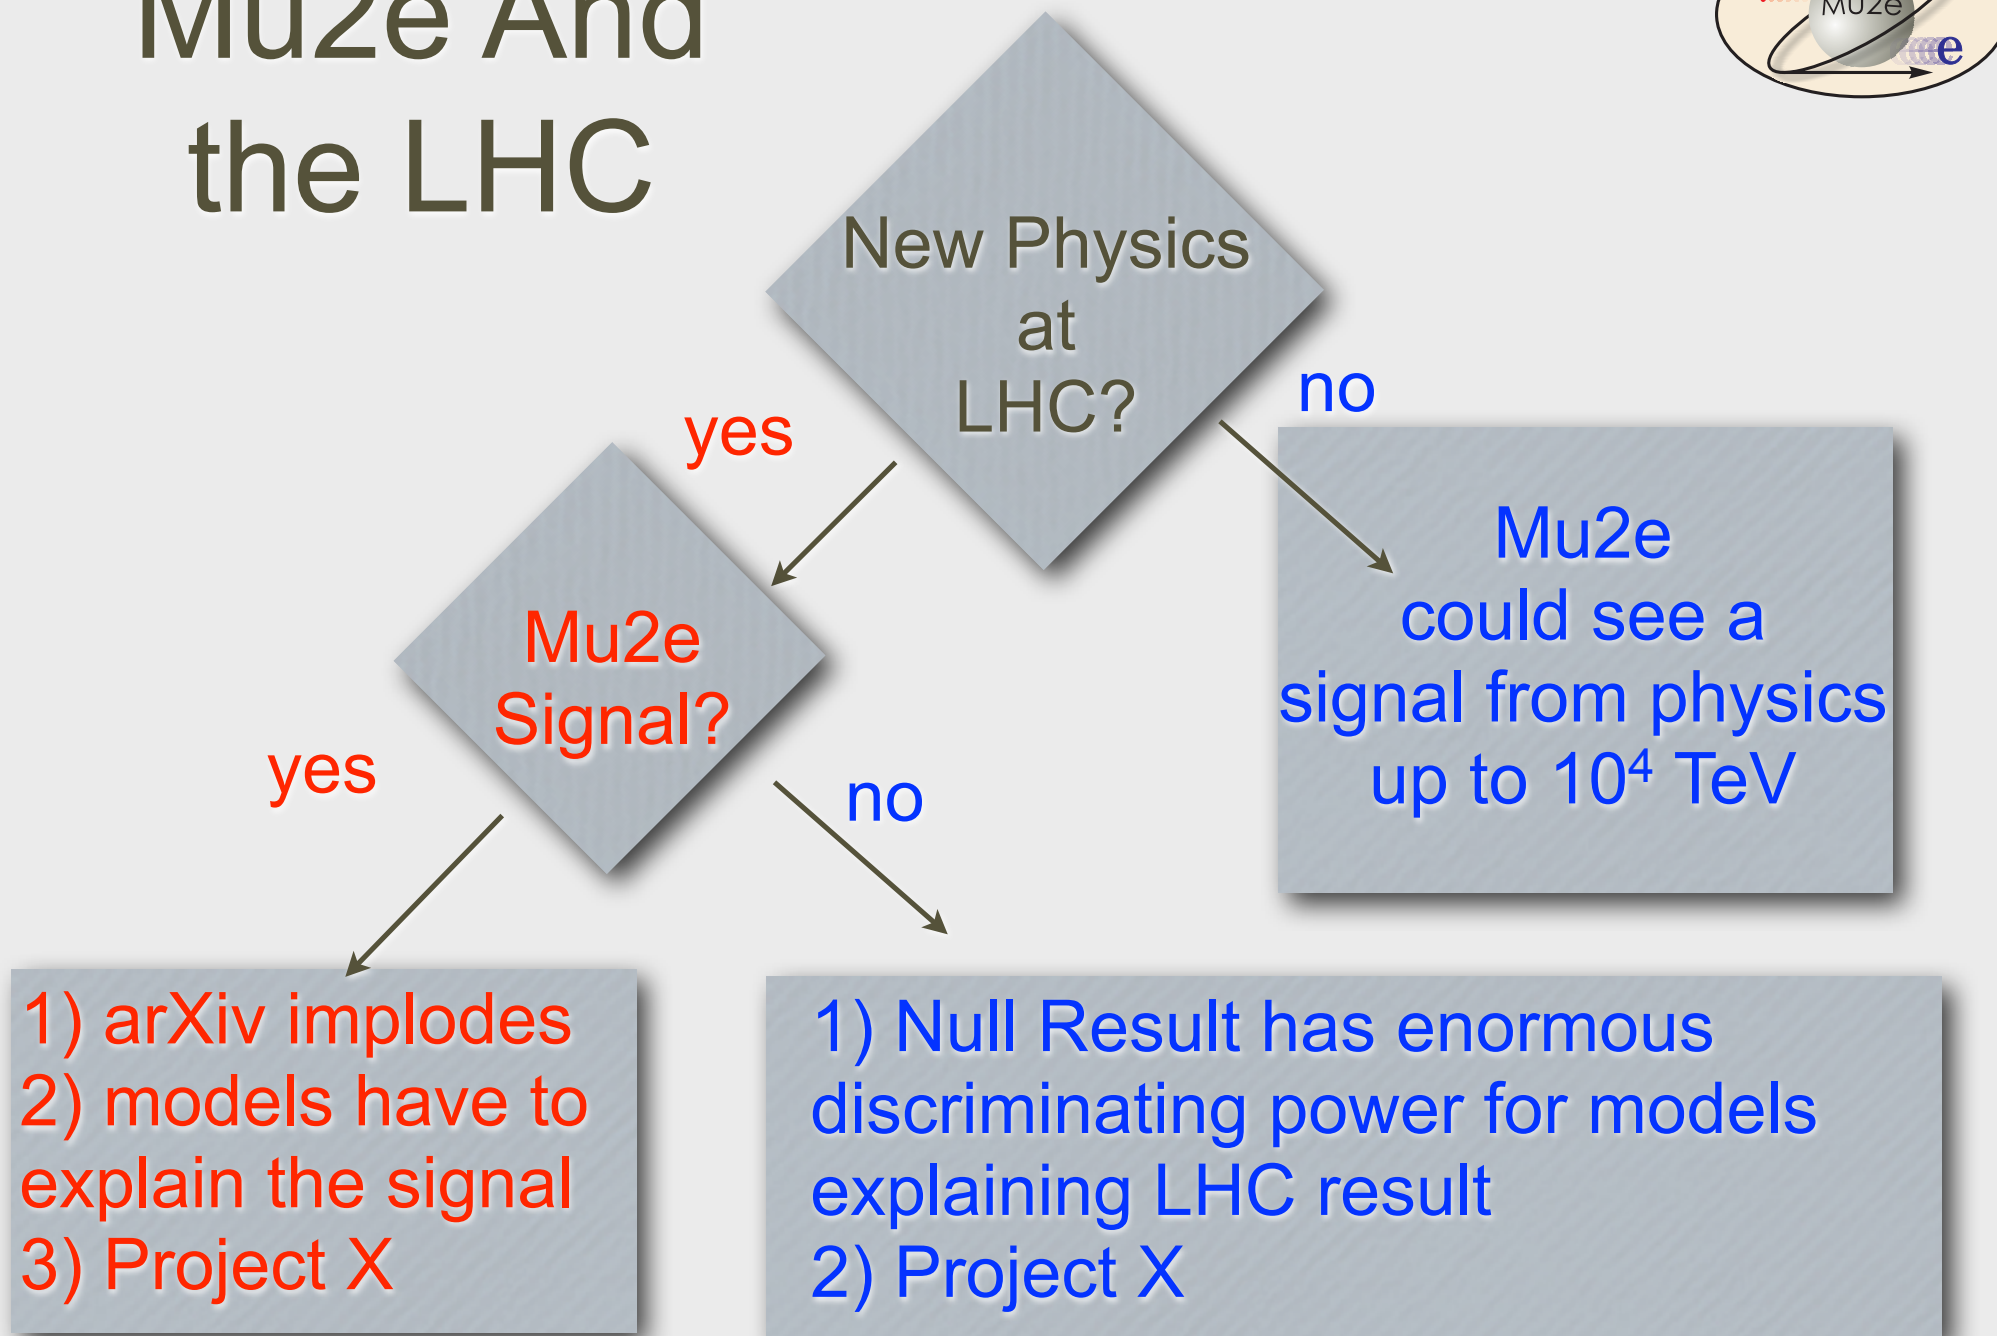 Mu2e And
the LHC
Mu2e
e
New Physics
at
LHC?
yes
no
Mu2e
Signal?
Mu2e
could see a
signal from physics
up to 10⁴ TeV
yes
no
1) arXiv implodes
2) models have to
explain the signal
3) Project X
1) Null Result has enormous
discriminating power for models
explaining LHC result
2) Project X